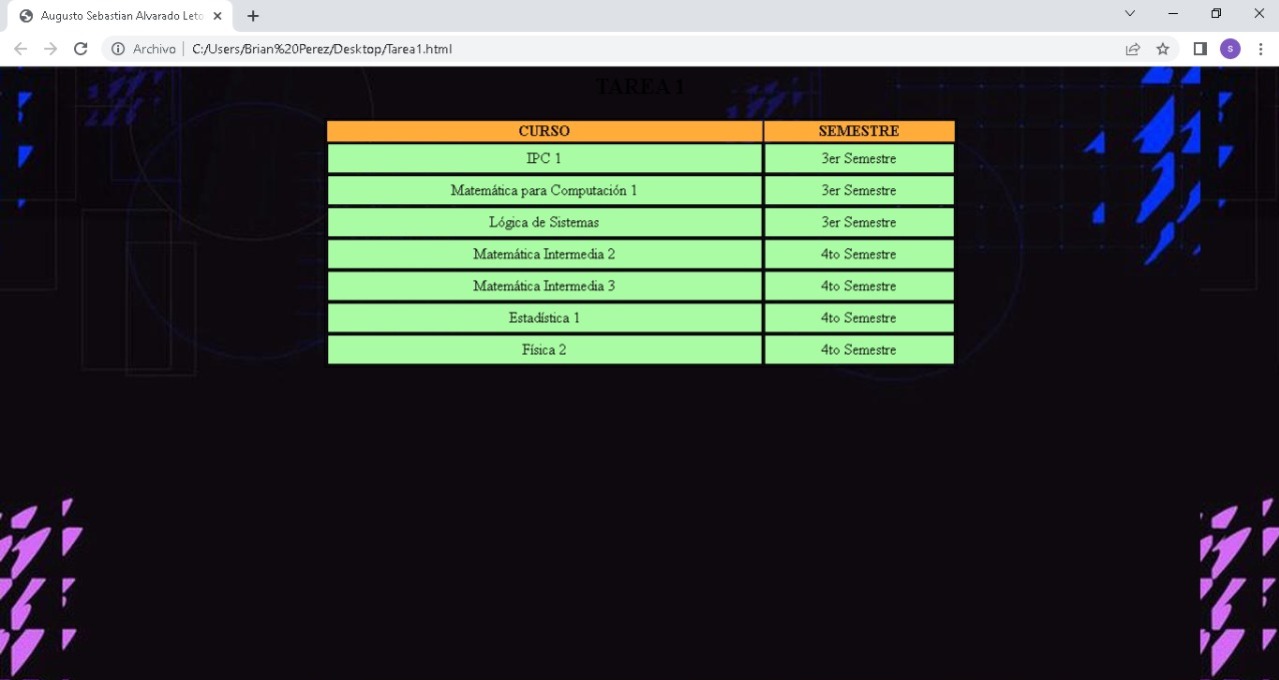 Augusto Sebastian Alvarado Leto
Archivo C:/Users/Brian%20Perez/Desktop/Tarea1.html
S
TAREA 1
CURSO SEMESTRE
IPC 1 3er Semestre
Matemática para Computación 1 3er Semestre
Lógica de Sistemas 3er Semestre
Matemática Intermedia 2 4to Semestre
Matemática Intermedia 3 4to Semestre
Estadística 1 4to Semestre
Física 2 4to Semestre